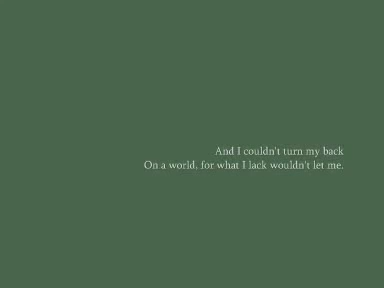 And I couldn't turn my back
On a world, for what I lack wouldn't let me.